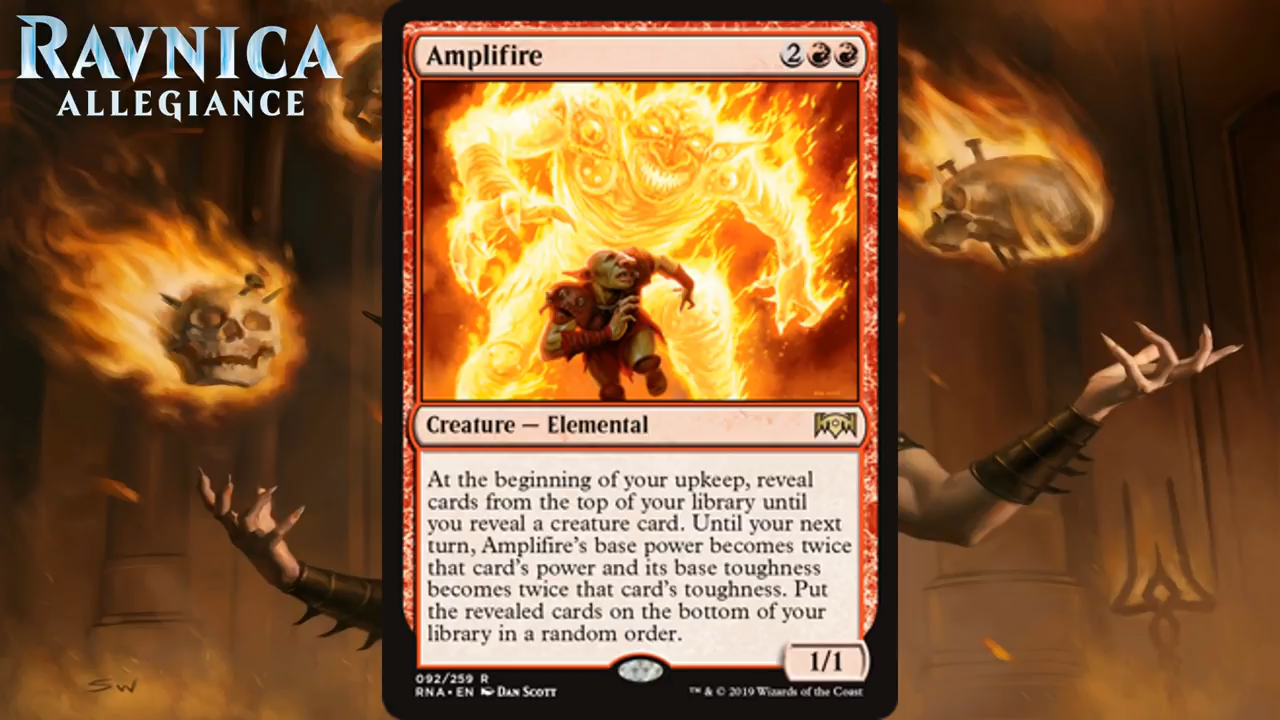 RAVNICA
ALLEGIANCE
Amplifire
2
Creature — Elemental
At the beginning of your upkeep, reveal
cards from the top of your library until
you reveal a creature card. Until your next
turn, Amplifire's base power becomes twice
that card's power and its base toughness
becomes twice that card's toughness. Put
the revealed cards on the bottom of your
library in a random order.
1/1
092/259 R
RNA • EN DAN SCOTT
™ & © 2019 Wizards of the Coast
SW